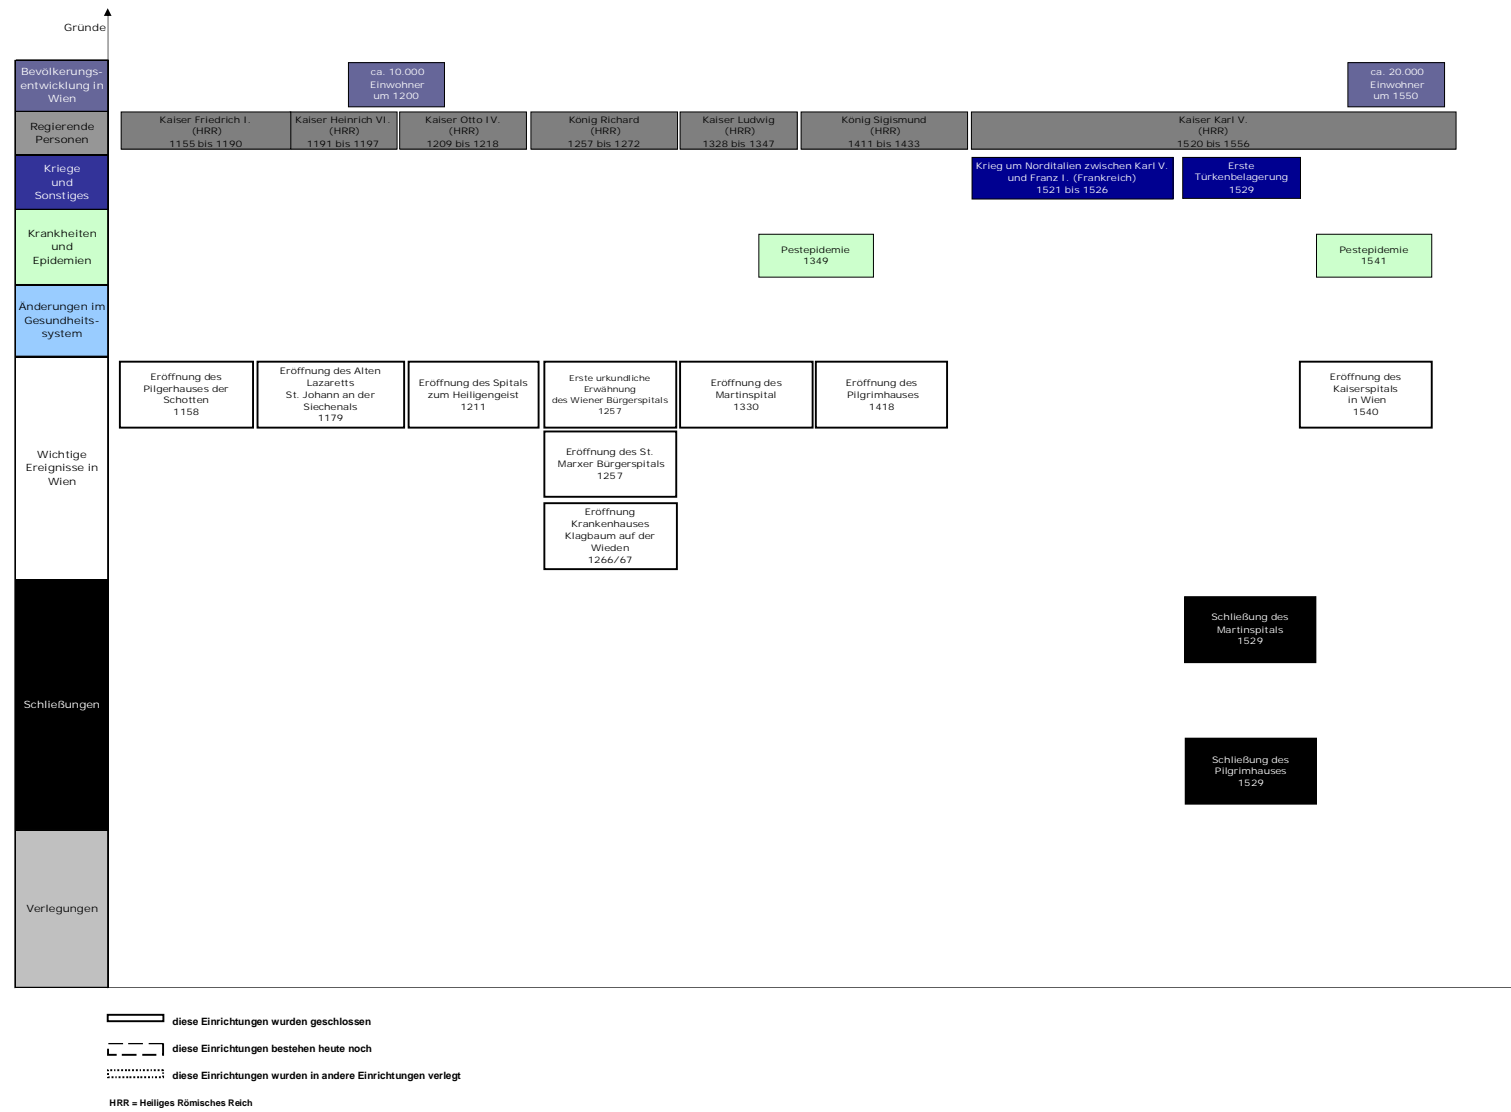 Gründe
Bevölkerungs-
entwicklung in
Wien
ca. 10.000
Einwohner
um 1200
ca. 20.000
Einwohner
um 1550
Regierende
Personen
Kaiser Friedrich I.
(HRR)
1155 bis 1190
Kaiser Heinrich VI.
(HRR)
1191 bis 1197
Kaiser Otto IV.
(HRR)
1209 bis 1218
König Richard
(HRR)
1257 bis 1272
Kaiser Ludwig
(HRR)
1328 bis 1347
König Sigismund
(HRR)
1411 bis 1433
Kaiser Karl V.
(HRR)
1520 bis 1556
Kriege
und
Sonstiges
Krieg um Norditalien zwischen Karl V.
und Franz I. (Frankreich)
1521 bis 1526
Erste
Türkenbelagerung
1529
Krankheiten
und
Epidemien
Pestepidemie
1349
Pestepidemie
1541
Änderungen im
Gesundheits-
system
Wichtige
Ereignisse in
Wien
Eröffnung des
Pilgerhauses der
Schotten
1158
Eröffnung des Alten
Lazaretts
St. Johann an der
Siechenals
1179
Eröffnung des Spitals
zum Heiligengeist
1211
Erste urkundliche
Erwähnung
des Wiener Bürgerspitals
1257
Eröffnung des
Martinspital
1330
Eröffnung des
Pilgrimhauses
1418
Eröffnung des
Kaiserspitals
in Wien
1540
Eröffnung des St.
Marxer Bürgerspitals
1257
Eröffnung
Krankenhauses
Klagbaum auf der
Wieden
1266/67
Schließungen
Schließung des
Martinspitals
1529
Schließung des
Pilgrimhauses
1529
Verlegungen
diese Einrichtungen wurden geschlossen
diese Einrichtungen bestehen heute noch
diese Einrichtungen wurden in andere Einrichtungen verlegt
HRR = Heiliges Römisches Reich